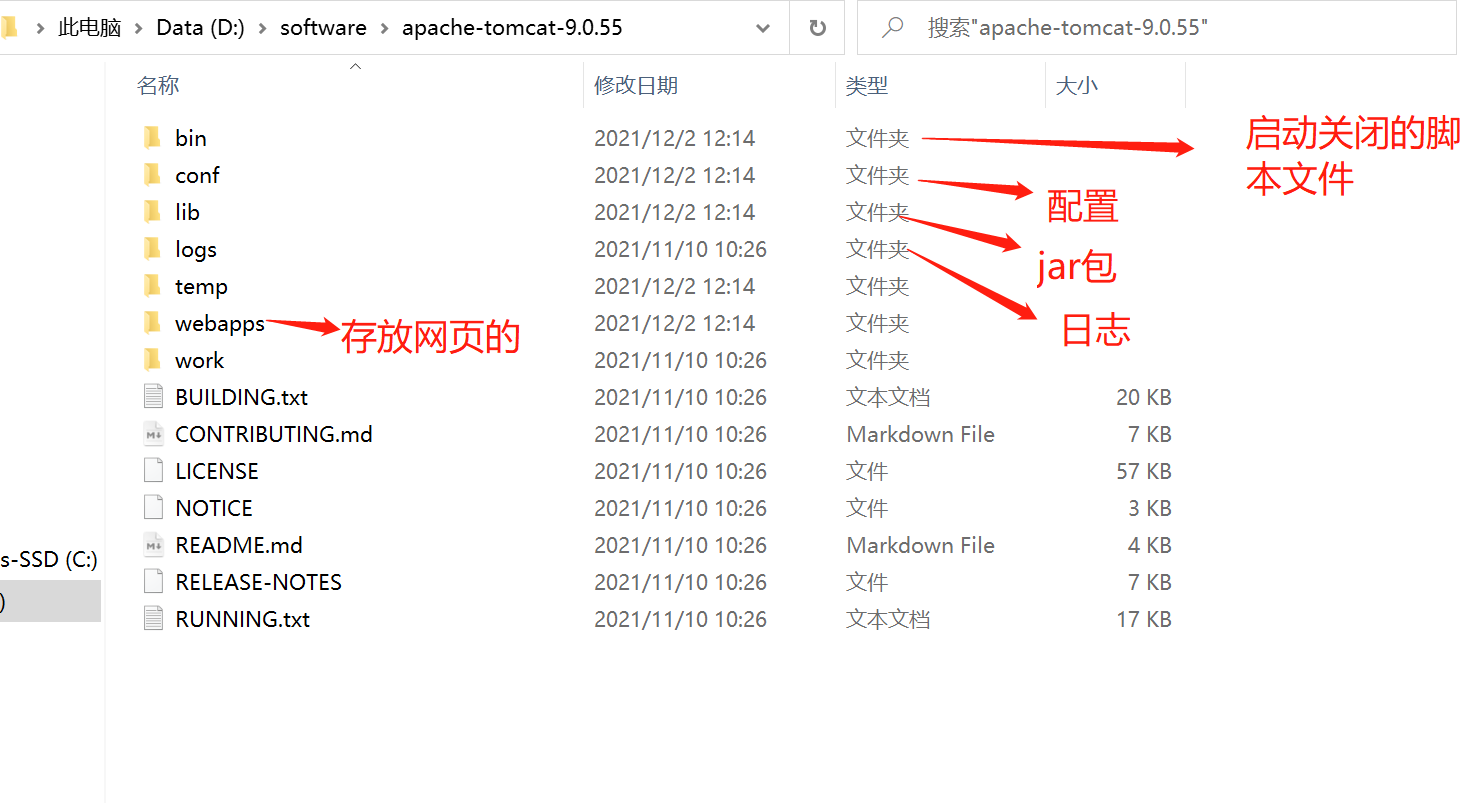 此电脑 Data (D:) software apache-tomcat-9.0.55 搜索"apache-tomcat-9.0.55"
名称 修改日期 类型 大小
bin 2021/12/2 12:14 文件夹 启动关闭的脚
本文件
conf 2021/12/2 12:14 文件夹 配置
lib 2021/12/2 12:14 文件夹 jar包
logs 2021/11/10 10:26 文件夹 日志
temp 2021/12/2 12:14 文件夹
webapps 存放网页的 2021/12/2 12:14 文件夹
work 2021/11/10 10:26 文件夹
BUILDING.txt 2021/11/10 10:26 文本文档 20 KB
CONTRIBUTING.md 2021/11/10 10:26 Markdown File 7 KB
LICENSE 2021/11/10 10:26 文件 57 KB
NOTICE 2021/11/10 10:26 文件 3 KB
s-SSD (C:) README.md 2021/11/10 10:26 Markdown File 4 KB
) RELEASE-NOTES 2021/11/10 10:26 文件 7 KB
RUNNING.txt 2021/11/10 10:26 文本文档 17 KB